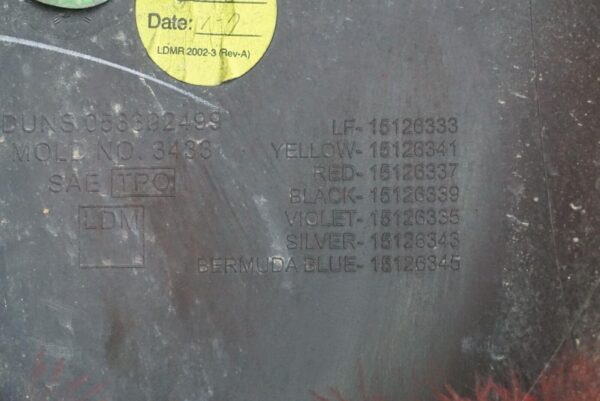 Date:
LDMR 2002-3 (Rev-A)
DUNS 056392499
MOLD NO. 3433
SAE TPO
LDM
LF- 15126333
YELLOW- 15126341
RED- 15126337
BLACK- 15126339
VIOLET- 15126335
SILVER- 15126343
BERMUDA BLUE- 15126345